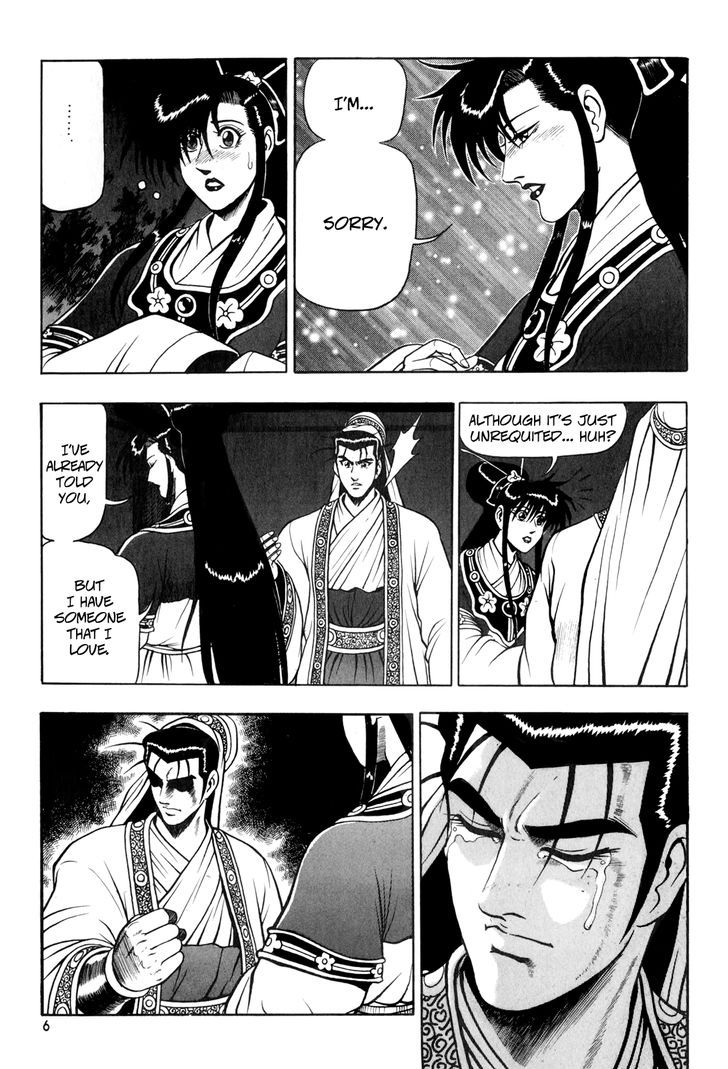 I'M...
SORRY.
......
ALTHOUGH IT'S JUST
UNREQUITED... HUH?
I'VE
ALREADY
TOLD
YOU,
BUT
I HAVE
SOMEONE
THAT I
LOVE.
6